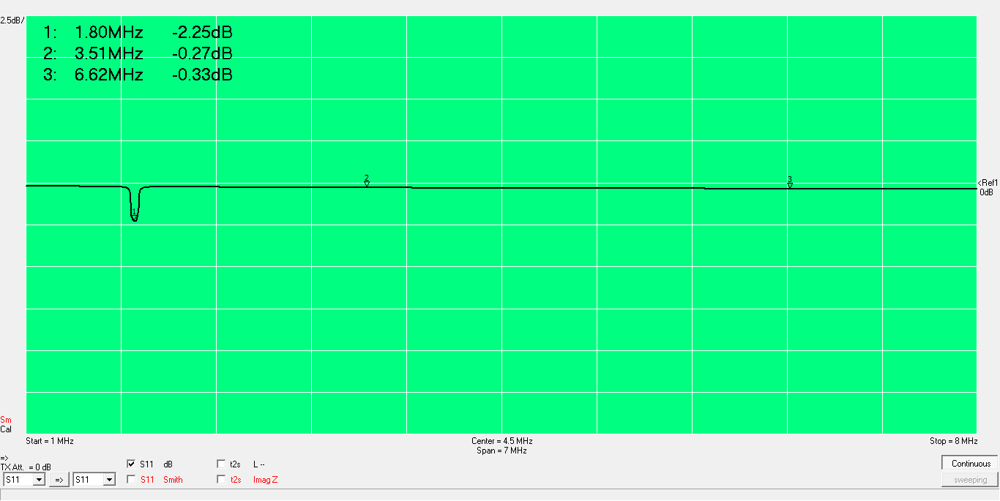 2.5dB/
1: 1.80MHz -2.25dB
2: 3.51MHz -0.27dB
3: 6.62MHz -0.33dB
2
3
<Ref1
0dB
1
Sm
Cal
Start = 1 MHz
Center = 4.5 MHz
Stop = 8 MHz
Span = 7 MHz
=>
TX Att. = 0 dB
S11 dB
t2s L --
Continuous
S11
=>
S11
S11 Smith
t2s Imag Z
sweeping